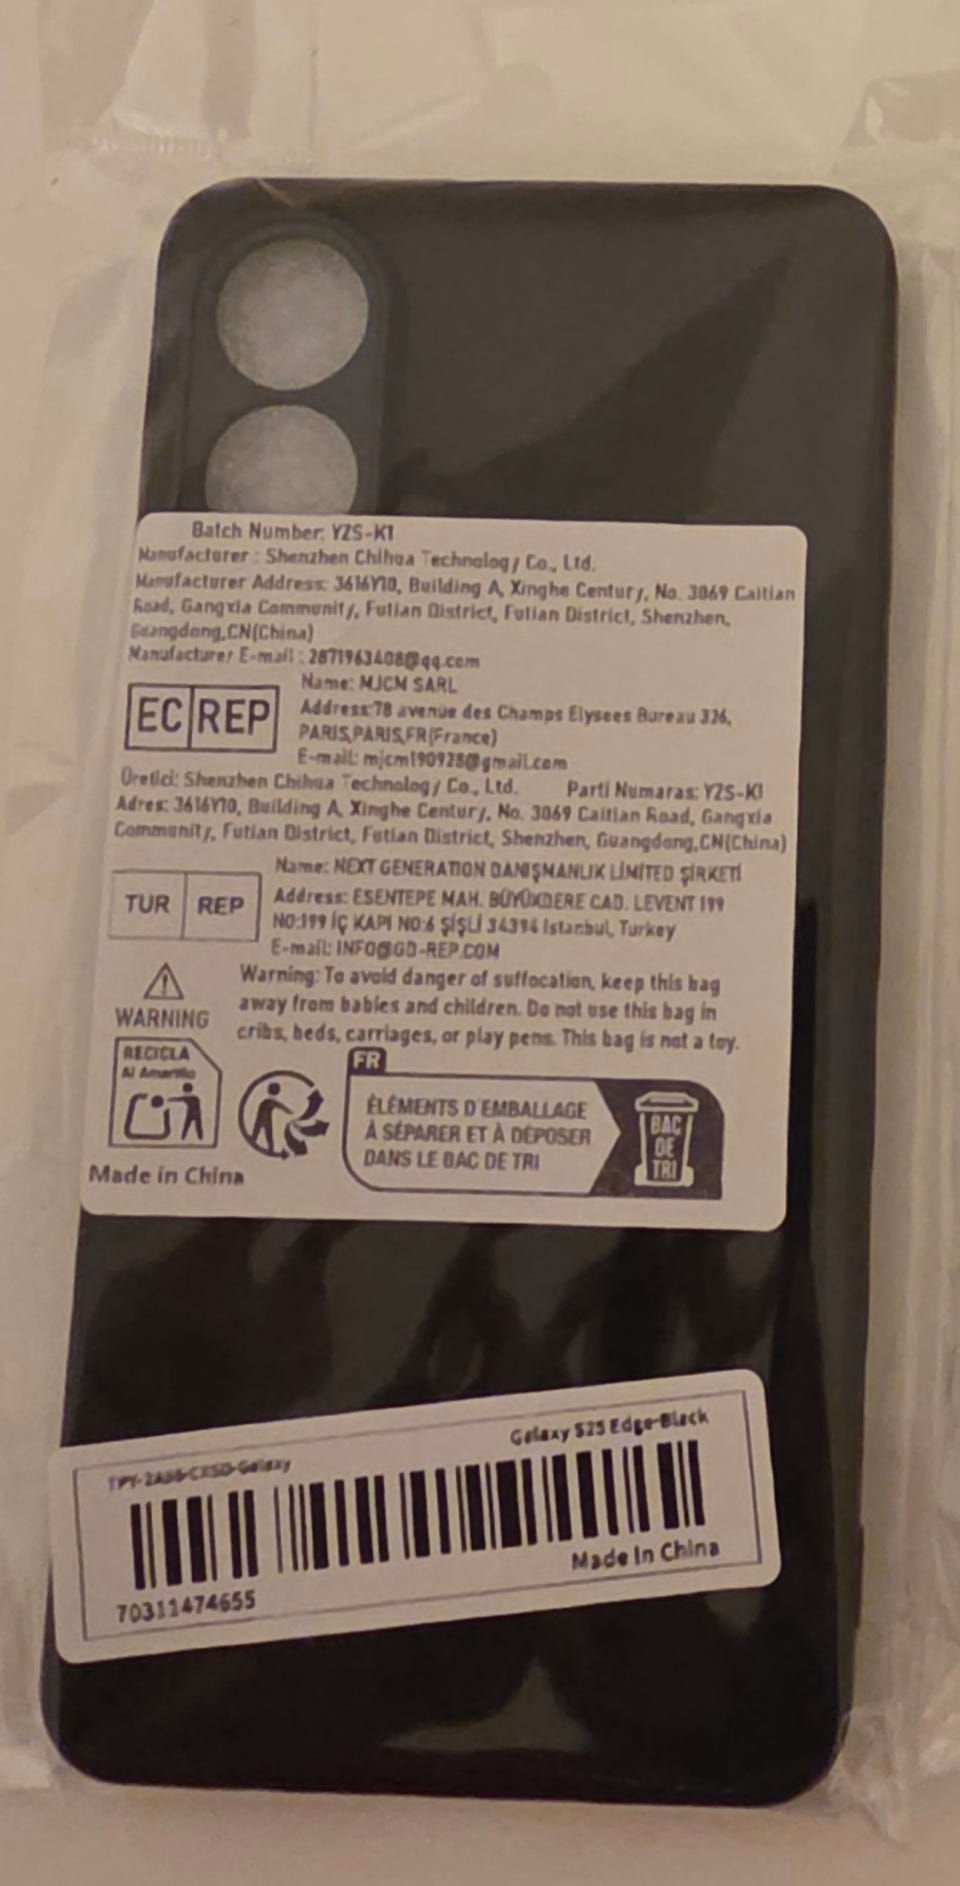 Batch Number: YZS-K1
Manufacturer : Shenzhen Chihua Technology Co., Ltd.
Manufacturer Address: 3616Y10, Building A, Xinghe Century, No. 3069 Caitian
Road, Gangxia Community, Futian District, Futian District, Shenzhen,
Guangdong,CN(China)
Manufacturer E-mail : 2871963408@qq.com
EC REP
Name: MJCM SARL
Address:78 avenue des Champs Elysees Bureau 326,
PARIS,PARIS,FR(France)
E-mail: mjcm190928@gmail.com
Üretici: Shenzhen Chihua Technology Co., Ltd. Parti Numaras: YZS-K1
Adres: 3616Y10, Building A, Xinghe Century, No. 3069 Caitian Road, Gangxia
Community, Futian District, Futian District, Shenzhen, Guangdong,CN(China)
TUR REP
Name: NEXT GENERATION DANIŞMANLIK LİMİTED ŞİRKETİ
Address: ESENTEPE MAH. BÜYÜKDERE CAD. LEVENT 199
NO:199 İÇ KAPI NO:6 ŞİŞLİ 34394 Istanbul, Turkey
E-mail: INFO@GD-REP.COM
WARNING
Warning: To avoid danger of suffocation, keep this bag
away from babies and children. Do not use this bag in
cribs, beds, carriages, or play pens. This bag is not a toy.
RECICLA
Al Amarillo
FR
ÉLÉMENTS D'EMBALLAGE
À SÉPARER ET À DÉPOSER
DANS LE BAC DE TRI
BAC
DE
TRI
Made in China
Galaxy S25 Edge-Black
70311474655
Made In China